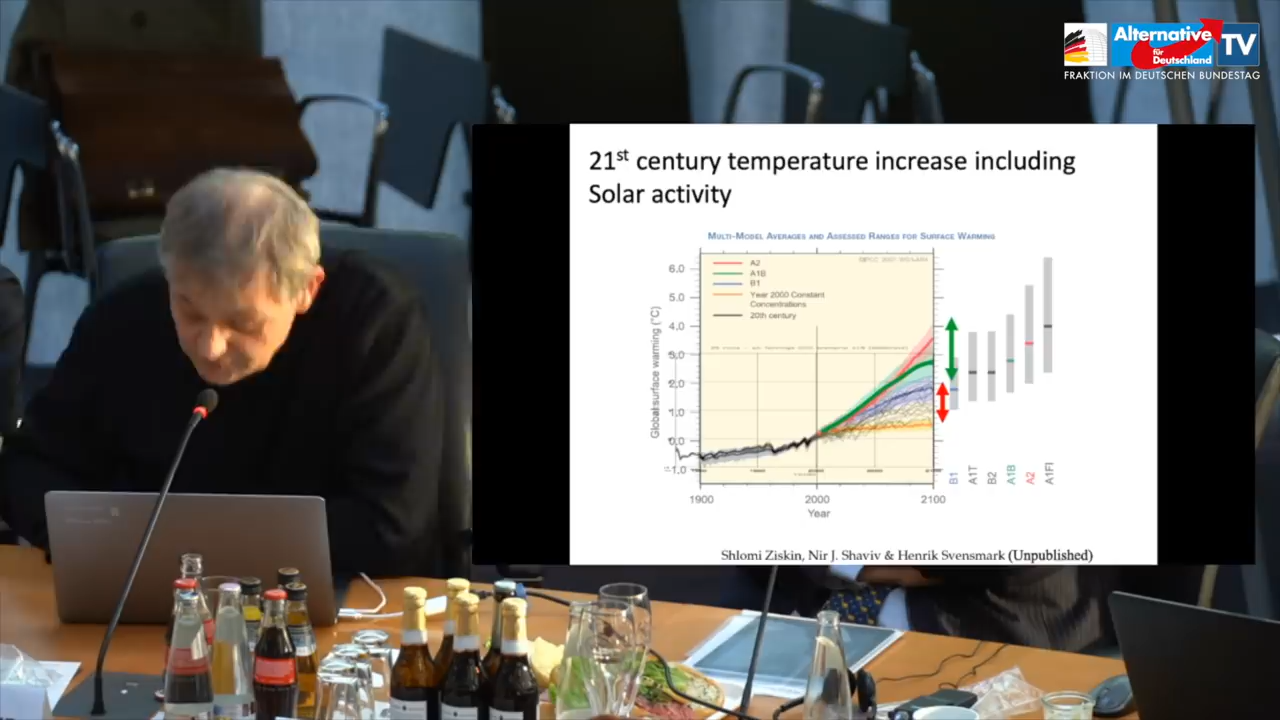 Alternative
für
Deutschland
TV
FRAKTION IM DEUTSCHEN BUNDESTAG
21st century temperature increase including
Solar activity
Multi-Model Averages and Assessed Ranges for Surface Warming
A2
A1B
B1
Year 2000 Constant
Concentrations
20th century
Global surface warming (°C)
6.0
5.0
4.0
3.0
2.0
1.0
0.0
-1.0
1900
2000
2100
Year
B1
A1T
B2
A1B
A2
A1FI
Shlomi Ziskin, Nir J. Shaviv & Henrik Svensmark (Unpublished)